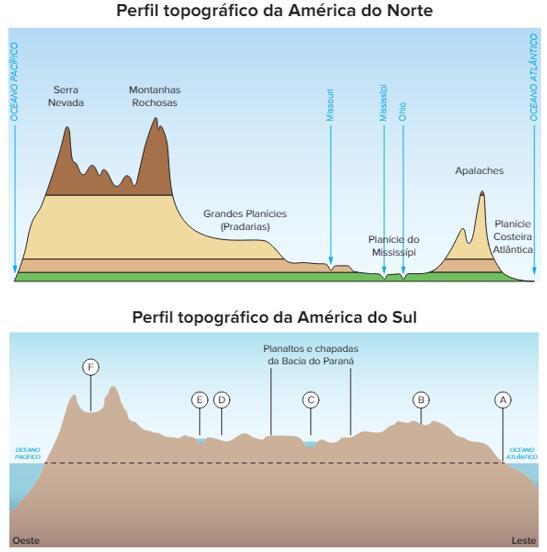 Perfil topográfico da América do Norte
OCEANO PACÍFICO
Serra
Nevada
Montanhas
Rochosas
Missouri
Mississípi
Ohio
OCEANO ATLÂNTICO
Apalaches
Grandes Planícies
(Pradarias)
Planície do
Mississípi
Planície
Costeira
Atlântica
Perfil topográfico da América do Sul
Planaltos e chapadas
da Bacia do Paraná
F
E
D
C
B
A
OCEANO
PACÍFICO
OCEANO
ATLÂNTICO
Oeste
Leste